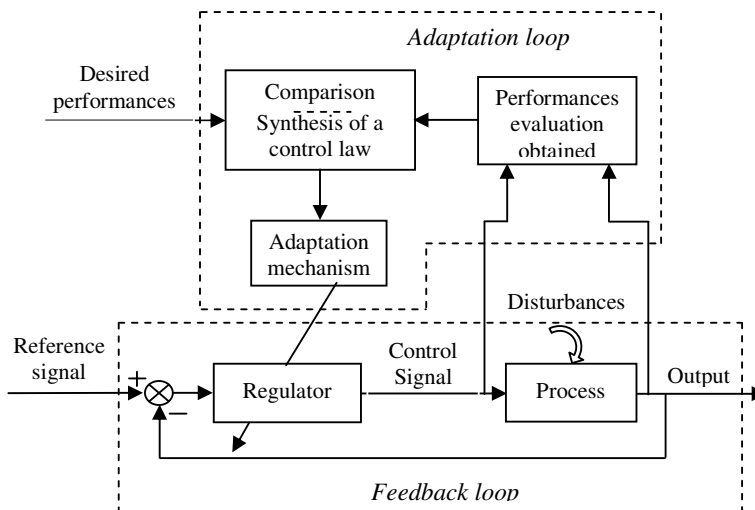 Adaptation loop
Desired
performances
Comparison
Synthesis of a
control law
Performances
evaluation
obtained
Adaptation
mechanism
Disturbances
Reference
signal
+
−
Regulator
Control
Signal
Process
Output
Feedback loop